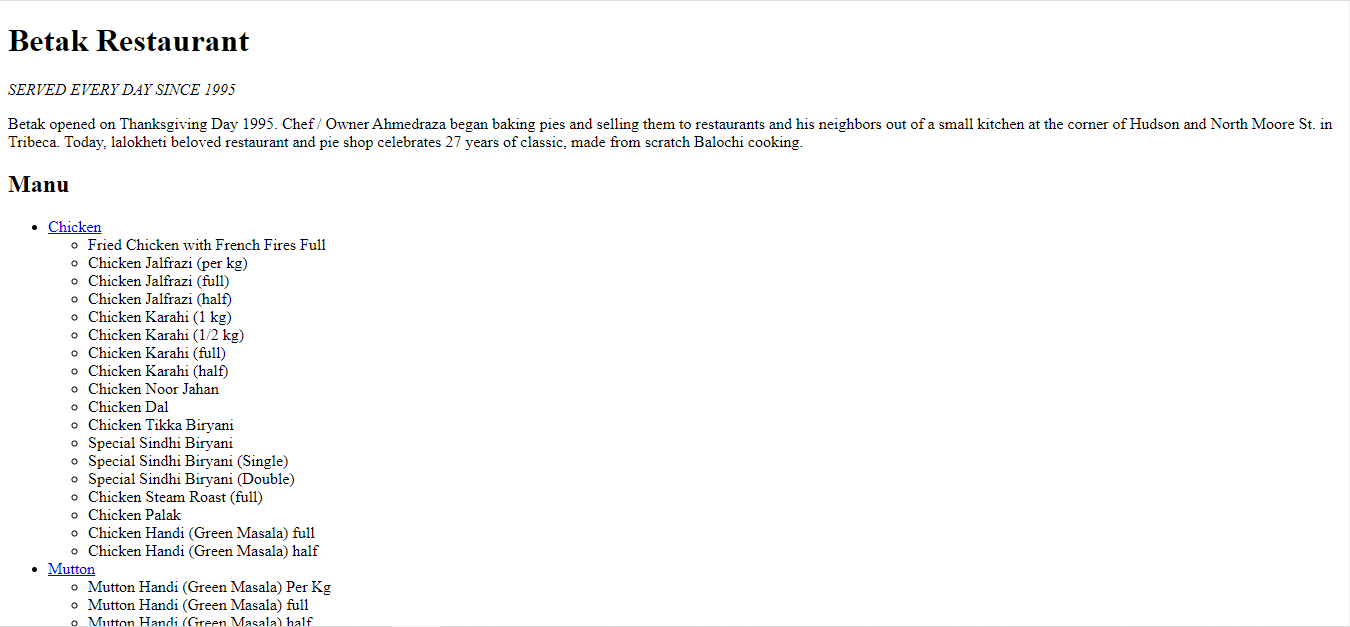 Betak Restaurant
SERVED EVERY DAY SINCE 1995
Betak opened on Thanksgiving Day 1995. Chef / Owner Ahmedraza began baking pies and selling them to restaurants and his neighbors out of a small kitchen at the corner of Hudson and North Moore St. in
Tribeca. Today, lalokheti beloved restaurant and pie shop celebrates 27 years of classic, made from scratch Balochi cooking.
Manu
Chicken
Fried Chicken with French Fires Full
Chicken Jalfrazi (per kg)
Chicken Jalfrazi (full)
Chicken Jalfrazi (half)
Chicken Karahi (1 kg)
Chicken Karahi (1/2 kg)
Chicken Karahi (full)
Chicken Karahi (half)
Chicken Noor Jahan
Chicken Dal
Chicken Tikka Biryani
Special Sindhi Biryani
Special Sindhi Biryani (Single)
Special Sindhi Biryani (Double)
Chicken Steam Roast (full)
Chicken Palak
Chicken Handi (Green Masala) full
Chicken Handi (Green Masala) half
Mutton
Mutton Handi (Green Masala) Per Kg
Mutton Handi (Green Masala) full
Mutton Handi (Green Masala) half